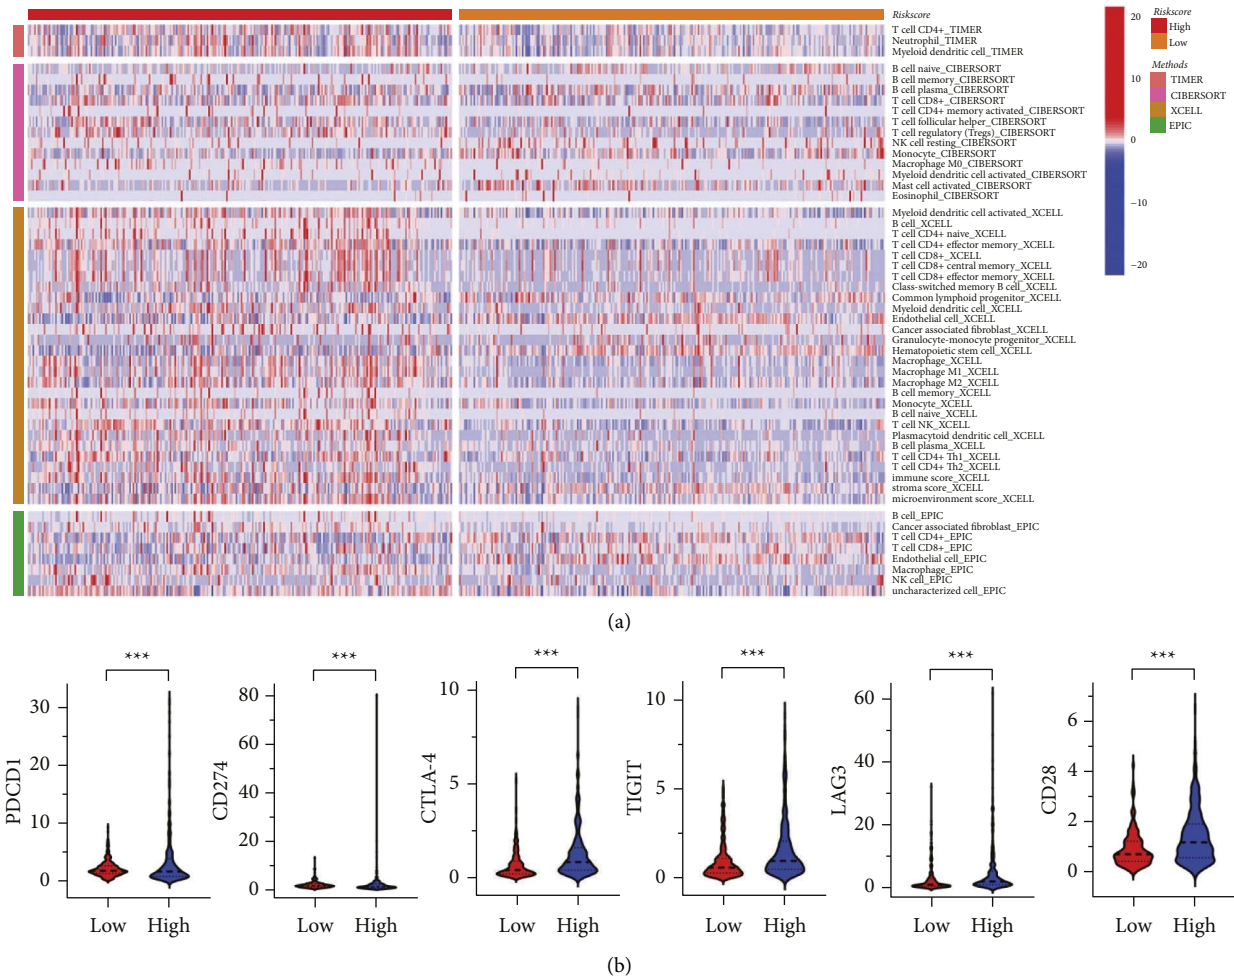 Riskscore
T cell CD4+_TIMER
Neutrophil_TIMER
Myeloid dendritic cell_TIMER
B cell naive_CIBERSORT
B cell memory_CIBERSORT
B cell plasma_CIBERSORT
T cell CD8+_CIBERSORT
T cell CD4+ memory activated_CIBERSORT
T cell follicular helper_CIBERSORT
T cell regulatory (Tregs)_CIBERSORT
NK cell resting_CIBERSORT
Monocyte_CIBERSORT
Macrophage M0_CIBERSORT
Myeloid dendritic cell activated_CIBERSORT
Mast cell activated_CIBERSORT
Eosinophil_CIBERSORT
Myeloid dendritic cell activated_XCELL
B cell_XCELL
T cell CD4+ naive_XCELL
T cell CD4+ effector memory_XCELL
T cell CD8+_XCELL
T cell CD8+ central memory_XCELL
T cell CD8+ effector memory_XCELL
Class-switched memory B cell_XCELL
Common lymphoid progenitor_XCELL
Myeloid dendritic cell_XCELL
Endothelial cell_XCELL
Cancer associated fibroblast_XCELL
Granulocyte-monocyte progenitor_XCELL
Hematopoietic stem cell_XCELL
Macrophage_XCELL
Macrophage M1_XCELL
Macrophage M2_XCELL
B cell memory_XCELL
Monocyte_XCELL
B cell naive_XCELL
T cell NK_XCELL
Plasmacytoid dendritic cell_XCELL
B cell plasma_XCELL
T cell CD4+ Th1_XCELL
T cell CD4+ Th2_XCELL
immune score_XCELL
stroma score_XCELL
microenvironment score_XCELL
B cell_EPIC
Cancer associated fibroblast_EPIC
T cell CD4+_EPIC
T cell CD8+_EPIC
Endothelial cell_EPIC
Macrophage_EPIC
NK cell_EPIC
uncharacterized cell_EPIC
20
10
0
−10
−20
Riskscore
High
Low
Methods
TIMER
CIBERSORT
XCELL
EPIC
(a)
PDCD1
30
20
10
0
***
Low High
CD274
80
60
40
20
0
***
Low High
CTLA-4
10
5
0
***
Low High
TIGIT
10
5
0
***
Low High
LAG3
60
40
20
0
***
Low High
CD28
6
4
2
0
***
Low High
(b)